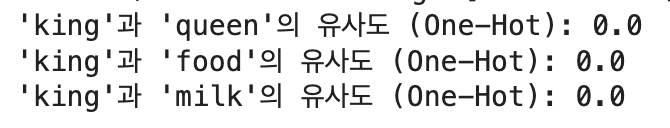 'king'과 'queen'의 유사도 (One-Hot): 0.0
'king'과 'food'의 유사도 (One-Hot): 0.0
'king'과 'milk'의 유사도 (One-Hot): 0.0